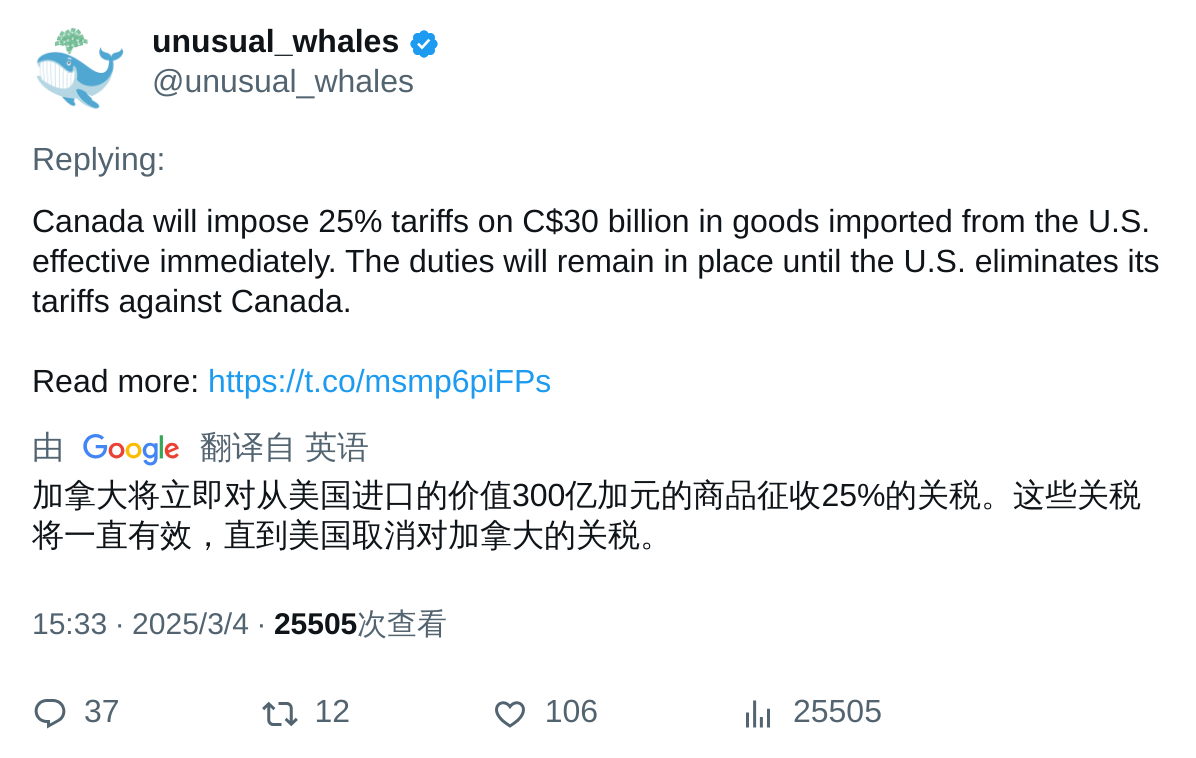 unusual_whales
@unusual_whales
Replying:
Canada will impose 25% tariffs on C$30 billion in goods imported from the U.S.
effective immediately. The duties will remain in place until the U.S. eliminates its
tariffs against Canada.
Read more: https://t.co/msmp6piFPs
由 Google 翻译自 英语
加拿大将立即对从美国进口的价值300亿加元的商品征收25%的关税。这些关税
将一直有效，直到美国取消对加拿大的关税。
15:33 · 2025/3/4 · 25505次查看
37 12 106 25505